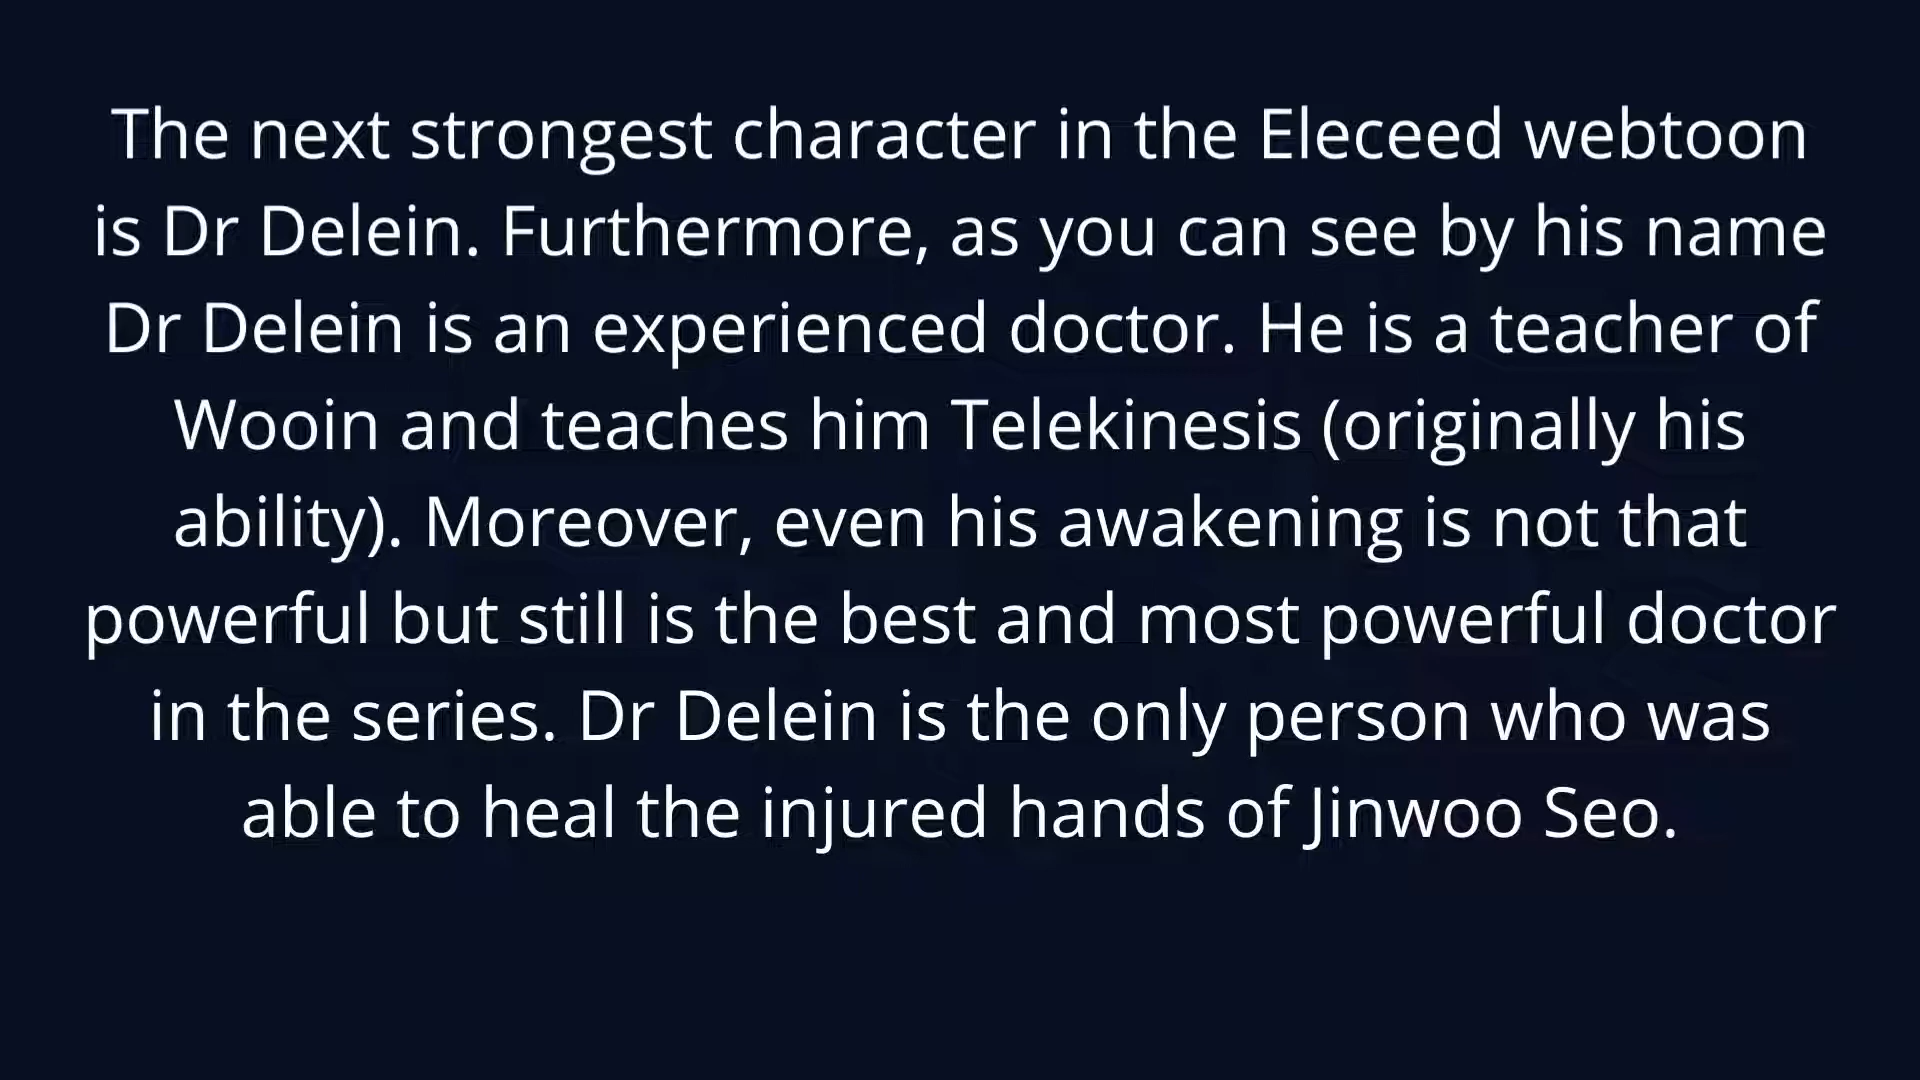 The next strongest character in the Eleceed webtoon
is Dr Delein. Furthermore, as you can see by his name
Dr Delein is an experienced doctor. He is a teacher of
Wooin and teaches him Telekinesis (originally his
ability). Moreover, even his awakening is not that
powerful but still is the best and most powerful doctor
in the series. Dr Delein is the only person who was
able to heal the injured hands of Jinwoo Seo.